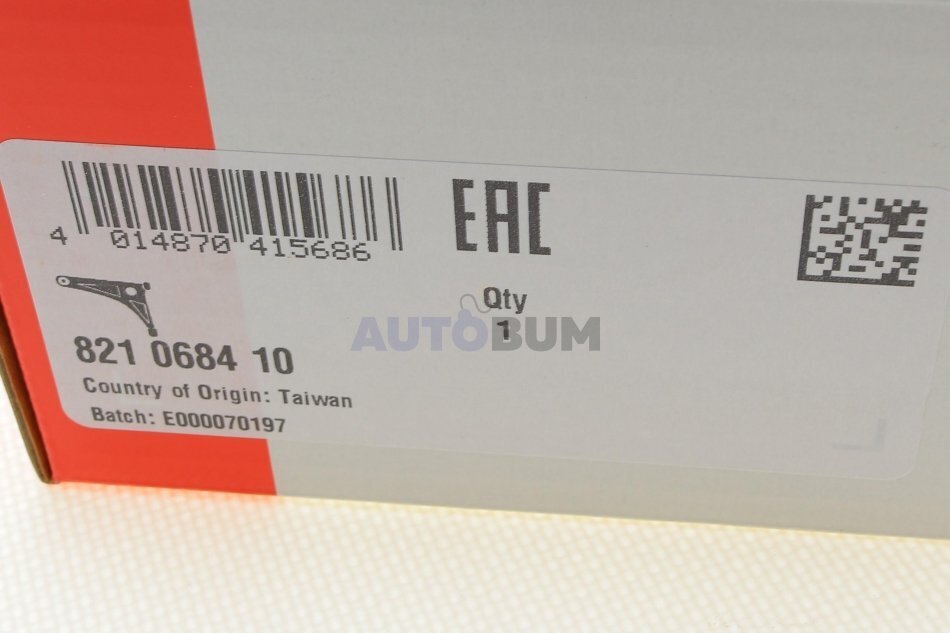 4 014870 415686
EAC
Qty
1
AUTOBUM
821 0684 10
Country of Origin: Taiwan
Batch: E000070197